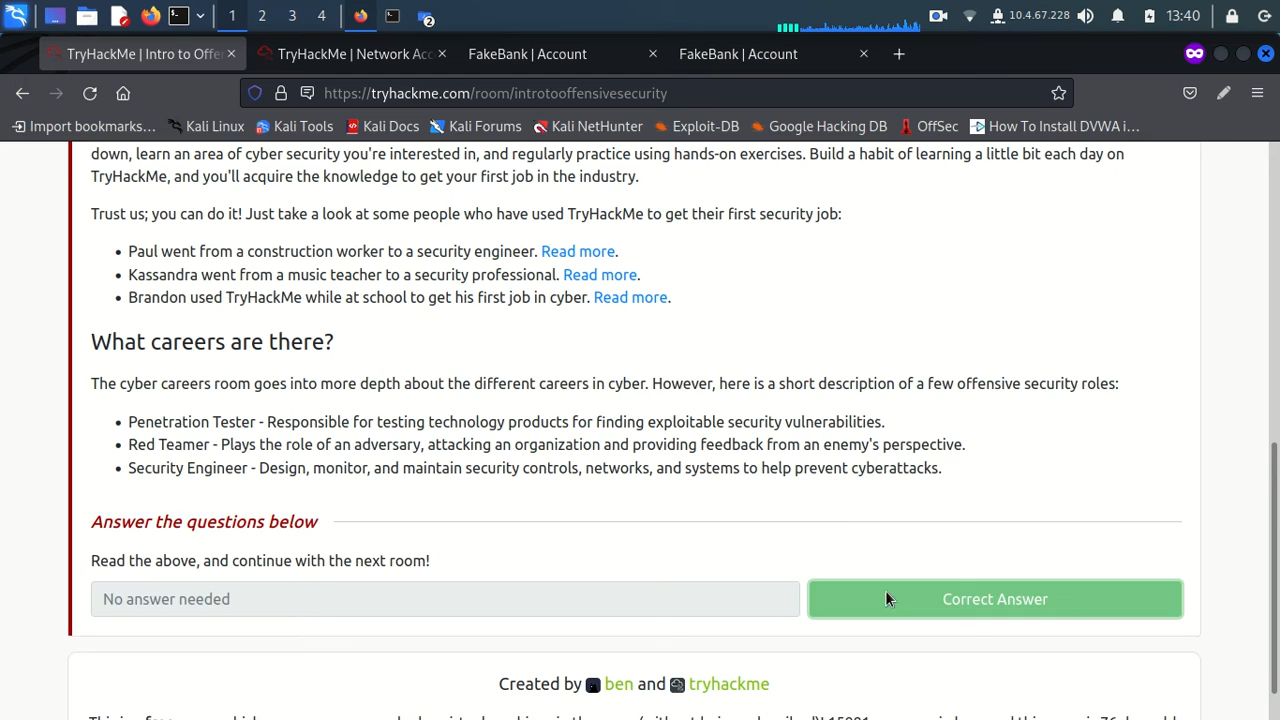 1 2 3 4 2 10.4.67.228 13:40
TryHackMe | Intro to Offen TryHackMe | Network Acc FakeBank | Account FakeBank | Account
https://tryhackme.com/room/introtooffensivesecurity
Import bookmarks... Kali Linux Kali Tools Kali Docs Kali Forums Kali NetHunter Exploit-DB Google Hacking DB OffSec How To Install DVWA i...
down, learn an area of cyber security you're interested in, and regularly practice using hands-on exercises. Build a habit of learning a little bit each day on
TryHackMe, and you'll acquire the knowledge to get your first job in the industry.
Trust us; you can do it! Just take a look at some people who have used TryHackMe to get their first security job:
• Paul went from a construction worker to a security engineer. Read more.
• Kassandra went from a music teacher to a security professional. Read more.
• Brandon used TryHackMe while at school to get his first job in cyber. Read more.
What careers are there?
The cyber careers room goes into more depth about the different careers in cyber. However, here is a short description of a few offensive security roles:
• Penetration Tester - Responsible for testing technology products for finding exploitable security vulnerabilities.
• Red Teamer - Plays the role of an adversary, attacking an organization and providing feedback from an enemy's perspective.
• Security Engineer - Design, monitor, and maintain security controls, networks, and systems to help prevent cyberattacks.
Answer the questions below
Read the above, and continue with the next room!
No answer needed Correct Answer
Created by ben and tryhackme